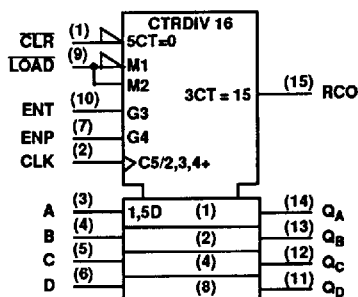 CTRDIV 16
CLR (1) 5CT=0
LOAD (9) M1
M2
ENT (10) G3 3CT = 15 (15) RCO
ENP (7) G4
CLK (2) C5/2,3,4+
A (3) 1,5D (1) (14) QA
B (4) (2) (13) QB
C (5) (4) (12) QC
D (6) (8) (11) QD